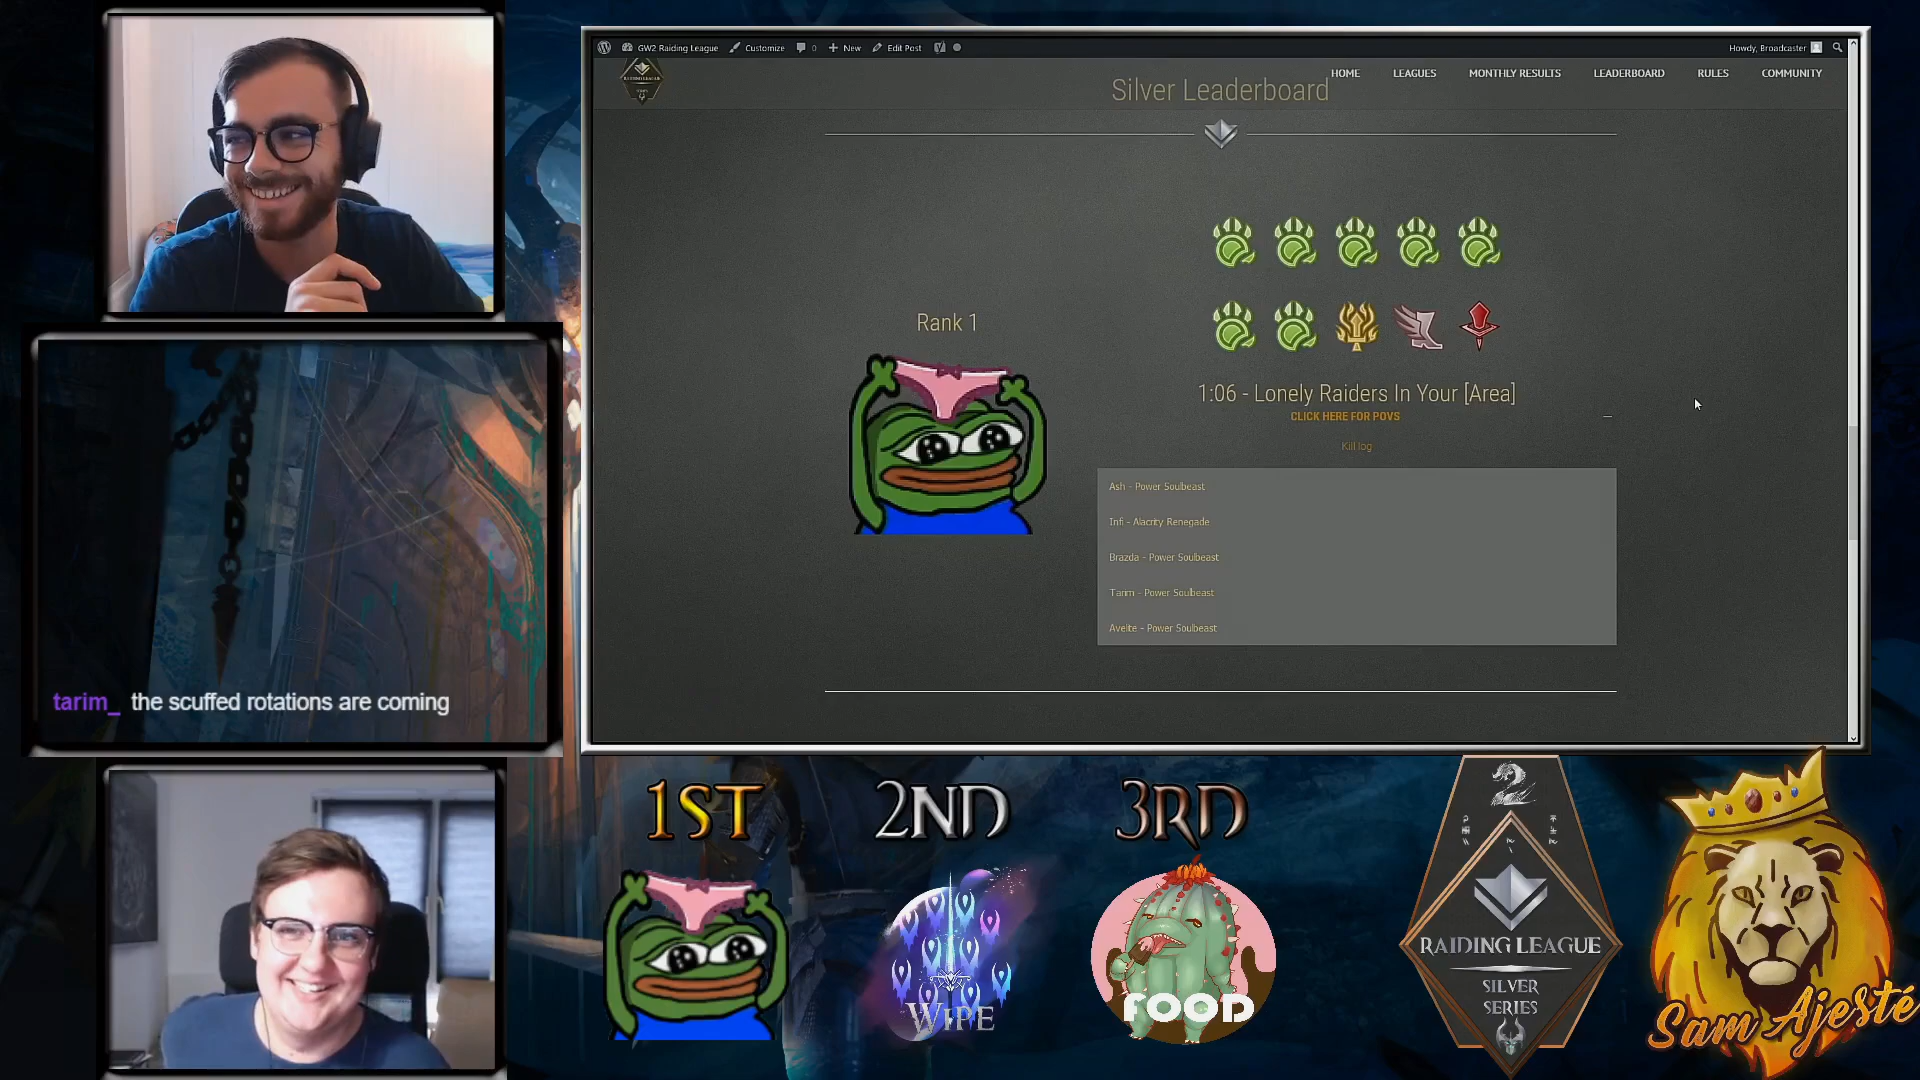 GW2 Raiding League
Customize
0
New
Edit Post
Howdy, Broadcaster
HOME
LEAGUES
MONTHLY RESULTS
LEADERBOARD
RULES
COMMUNITY
Silver Leaderboard
Rank 1
1:06 - Lonely Raiders In Your [Area]
CLICK HERE FOR POVS
Kill log
Ash - Power Soulbeast
Infi - Alacrity Renegade
Brazda - Power Soulbeast
Tarim - Power Soulbeast
Avelte - Power Soulbeast
tarim_ the scuffed rotations are coming
1ST
2ND
3RD
WIPE
FOOD
2
RAIDING LEAGUE
SILVER
SERIES
Sam Ajesté